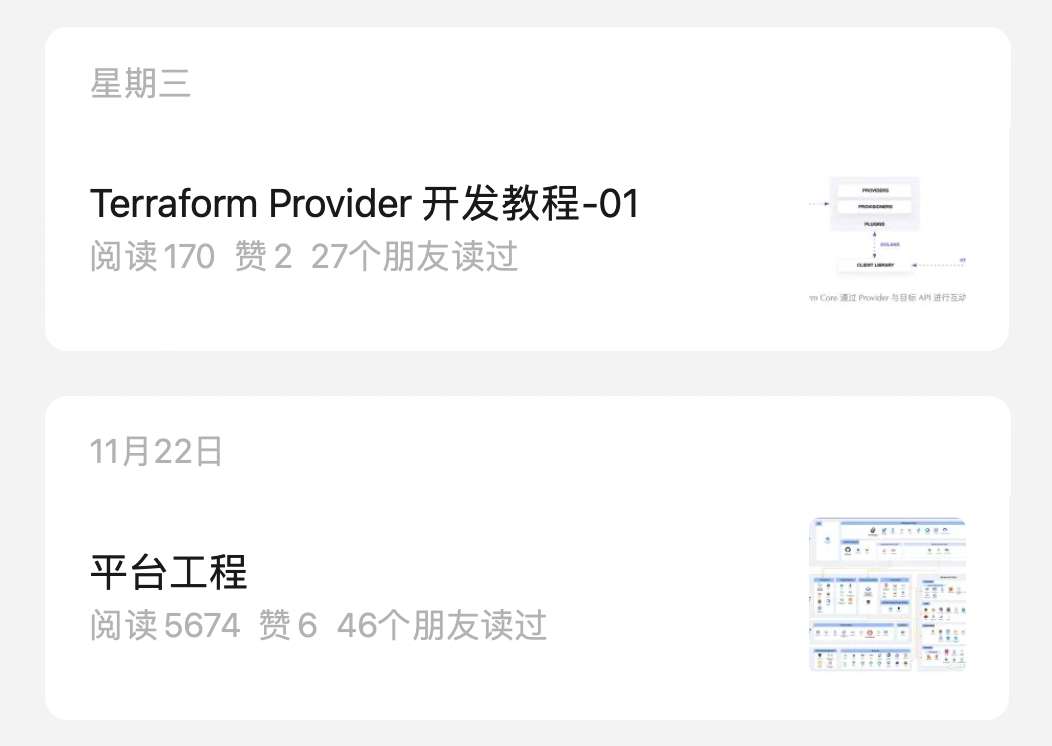 星期三
Terraform Provider 开发教程-01
阅读 170 赞 2 27个朋友读过
PROVIDERS
PROVISIONERS
PLUGINS
GOLANG
CLIENT LIBRARY
rm Core 通过 Provider 与目标 API 进行互动
11月22日
平台工程
阅读 5674 赞 6 46个朋友读过